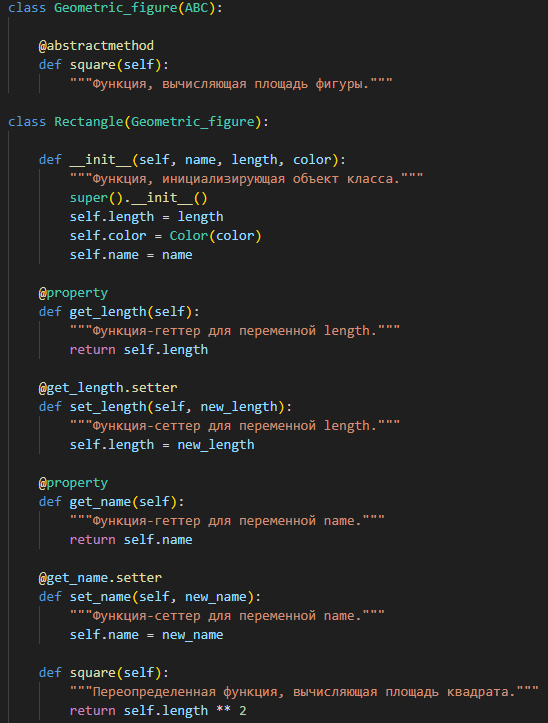 class Geometric_figure(ABC):
@abstractmethod
def square(self):
"""Функция, вычисляющая площадь фигуры."""
class Rectangle(Geometric_figure):
def __init__(self, name, length, color):
"""Функция, инициализирующая объект класса."""
super().__init__()
self.length = length
self.color = Color(color)
self.name = name
@property
def get_length(self):
"""Функция-геттер для переменной length."""
return self.length
@get_length.setter
def set_length(self, new_length):
"""Функция-сеттер для переменной length."""
self.length = new_length
@property
def get_name(self):
"""Функция-геттер для переменной name."""
return self.name
@get_name.setter
def set_name(self, new_name):
"""Функция-сеттер для переменной name."""
self.name = new_name
def square(self):
"""Переопределенная функция, вычисляющая площадь квадрата."""
return self.length ** 2